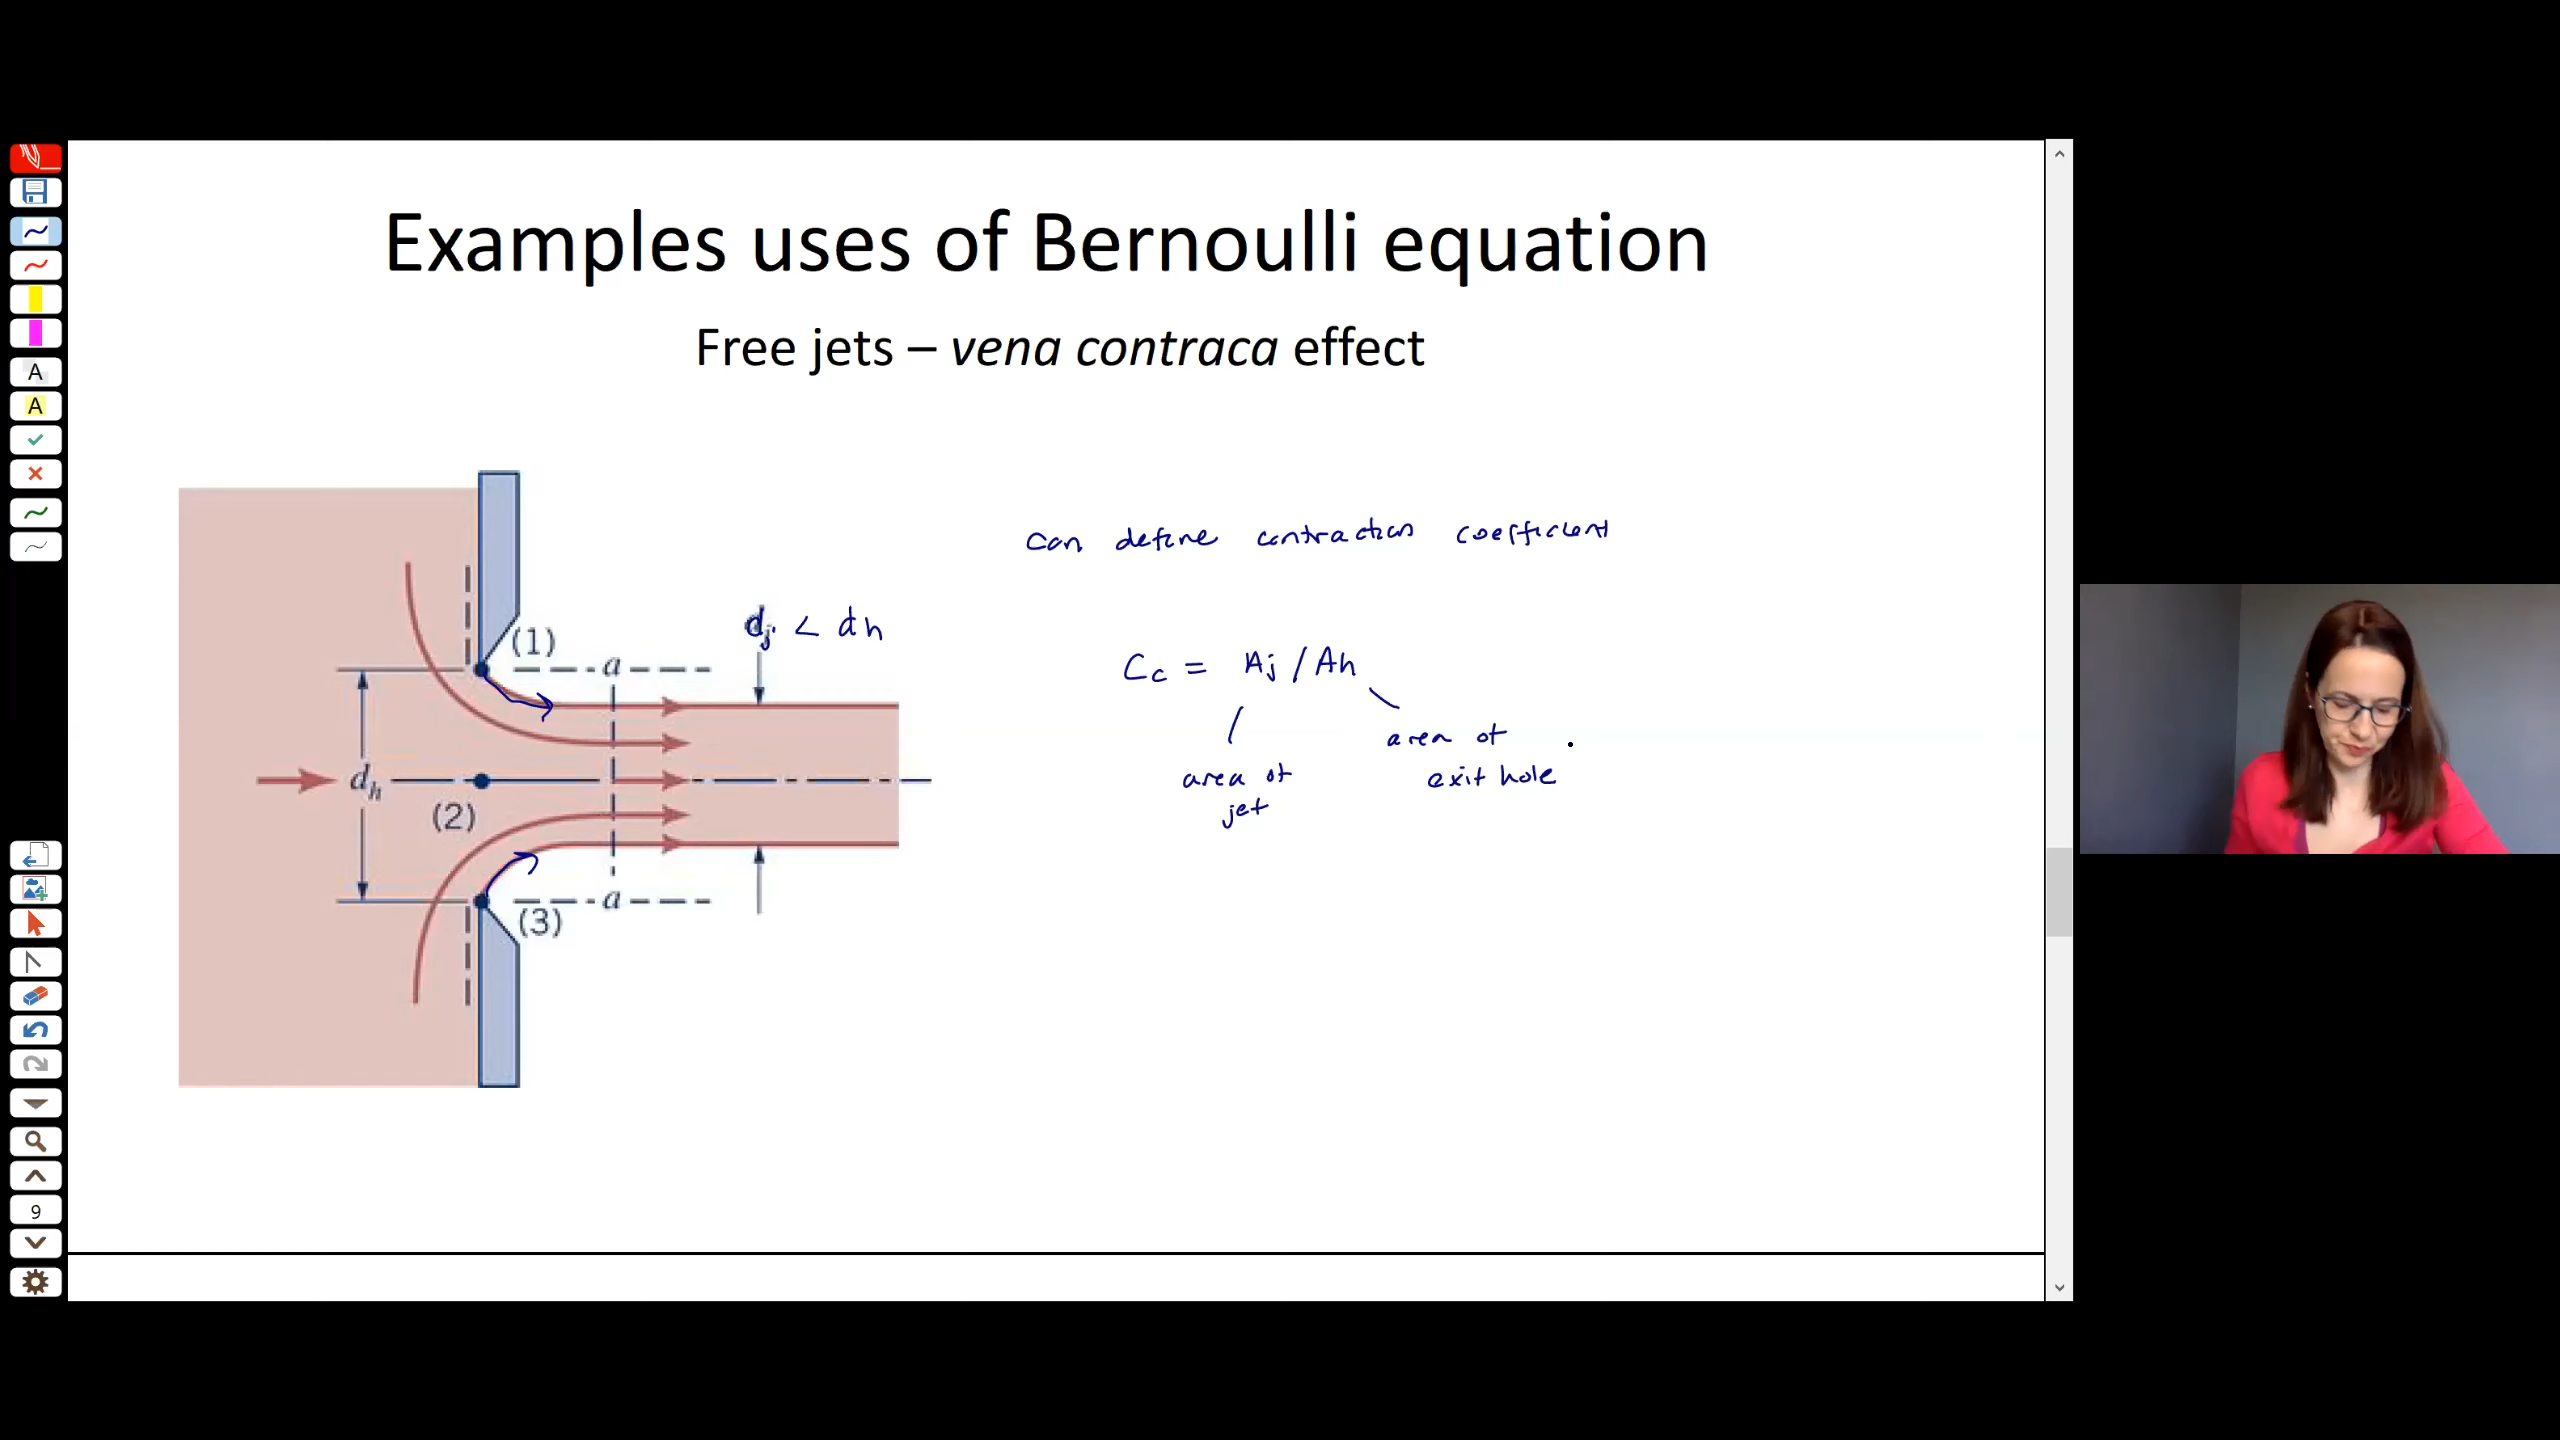 Examples uses of Bernoulli equation
Free jets – vena contraca effect
can define contraction coefficient
(1)
dj < dh
a
Cc = Aj / Ah
area of
exit hole
area of
jet
dh
(2)
a
(3)
A
A
9